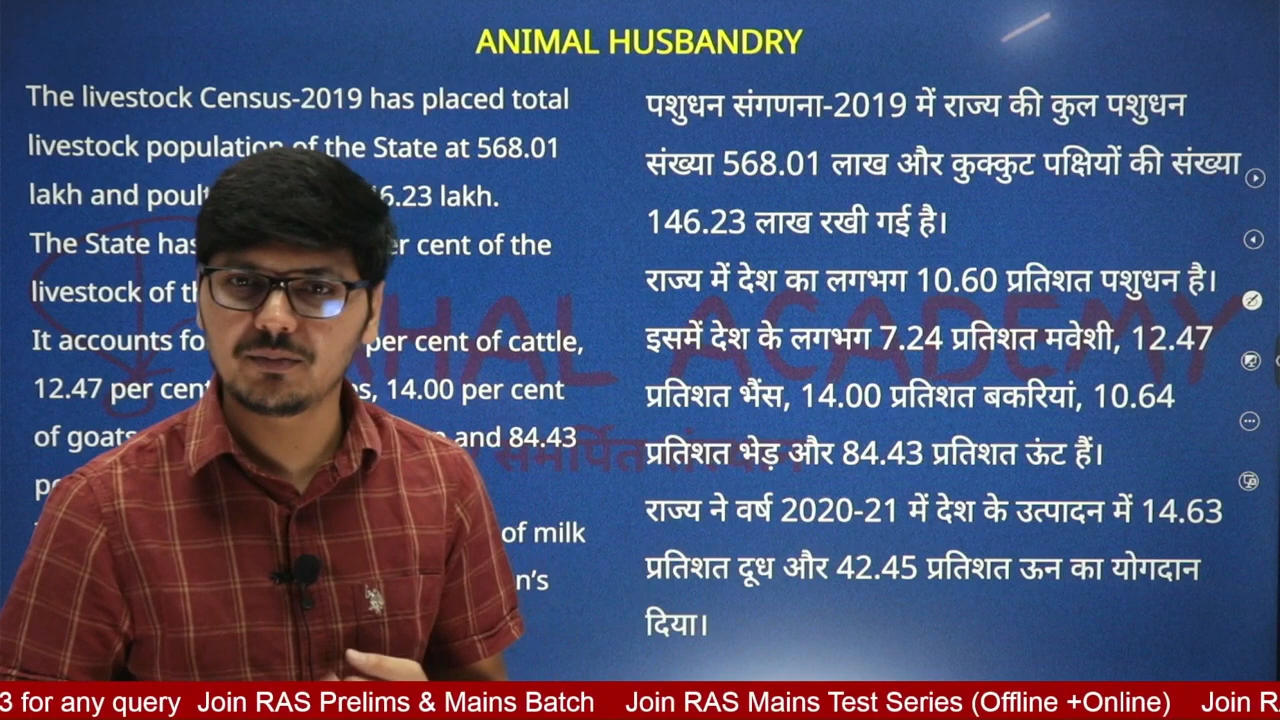 ANIMAL HUSBANDRY
The livestock Census-2019 has placed total
livestock population of the State at 568.01
lakh and 6.23 lakh.
The State has cent of the
livestock of
It accounts per cent of cattle,
12.47 per cent 14.00 per cent
of goats and 84.43
of milk
पशुधन संगणना-2019 में राज्य की कुल पशुधन
संख्या 568.01 लाख और कुक्कुट पक्षियों की संख्या
146.23 लाख रखी गई है।
राज्य में देश का लगभग 10.60 प्रतिशत पशुधन है।
इसमें देश के लगभग 7.24 प्रतिशत मवेशी, 12.47
प्रतिशत भैंस, 14.00 प्रतिशत बकरियां, 10.64
प्रतिशत भेड़ और 84.43 प्रतिशत ऊंट हैं।
राज्य ने वर्ष 2020-21 में देश के उत्पादन में 14.63
प्रतिशत दूध और 42.45 प्रतिशत ऊन का योगदान
दिया।
ACADEMY
समर्पित संस्थान
3 for any query Join RAS Prelims & Mains Batch Join RAS Mains Test Series (Offline +Online) Join